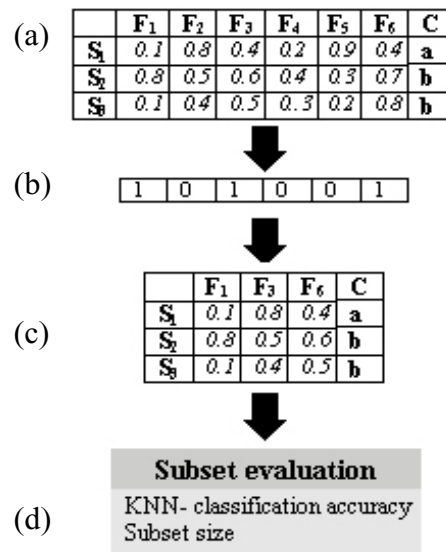 (a)
F1 F2 F3 F4 F5 F6 C
S1 0.1 0.8 0.4 0.2 0.9 0.4 a
S2 0.8 0.5 0.6 0.4 0.3 0.7 b
S3 0.1 0.4 0.5 0..3 0.2 0.8 b
(b)
1 0 1 0 0 1
(c)
F1 F3 F6 C
S1 0.1 0.8 0.4 a
S2 0.8 0.5 0.6 b
S3 0.1 0.4 0.5 b
Subset evaluation
KNN- classification accuracy
(d)
Subset size